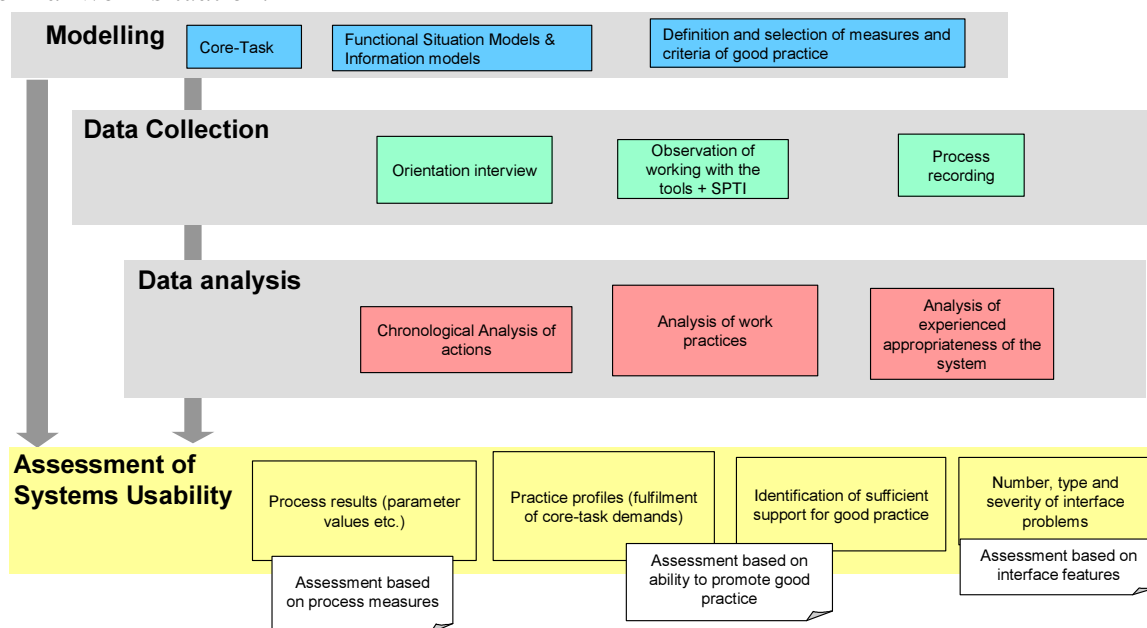 Modelling
Core-Task
Functional Situation Models &
Information models
Definition and selection of measures and
criteria of good practice
Data Collection
Orientation interview
Observation of
working with the
tools + SPTI
Process
recording
Data analysis
Chronological Analysis of
actions
Analysis of work
practices
Analysis of
experienced
appropriateness of the
system
Assessment of
Systems Usability
Process results (parameter
values etc.)
Practice profiles (fulfilment
of core-task demands)
Identification of sufficient
support for good practice
Number, type and
severity of interface
problems
Assessment based
on process measures
Assessment based on
ability to promote good
practice
Assessment based on
interface features